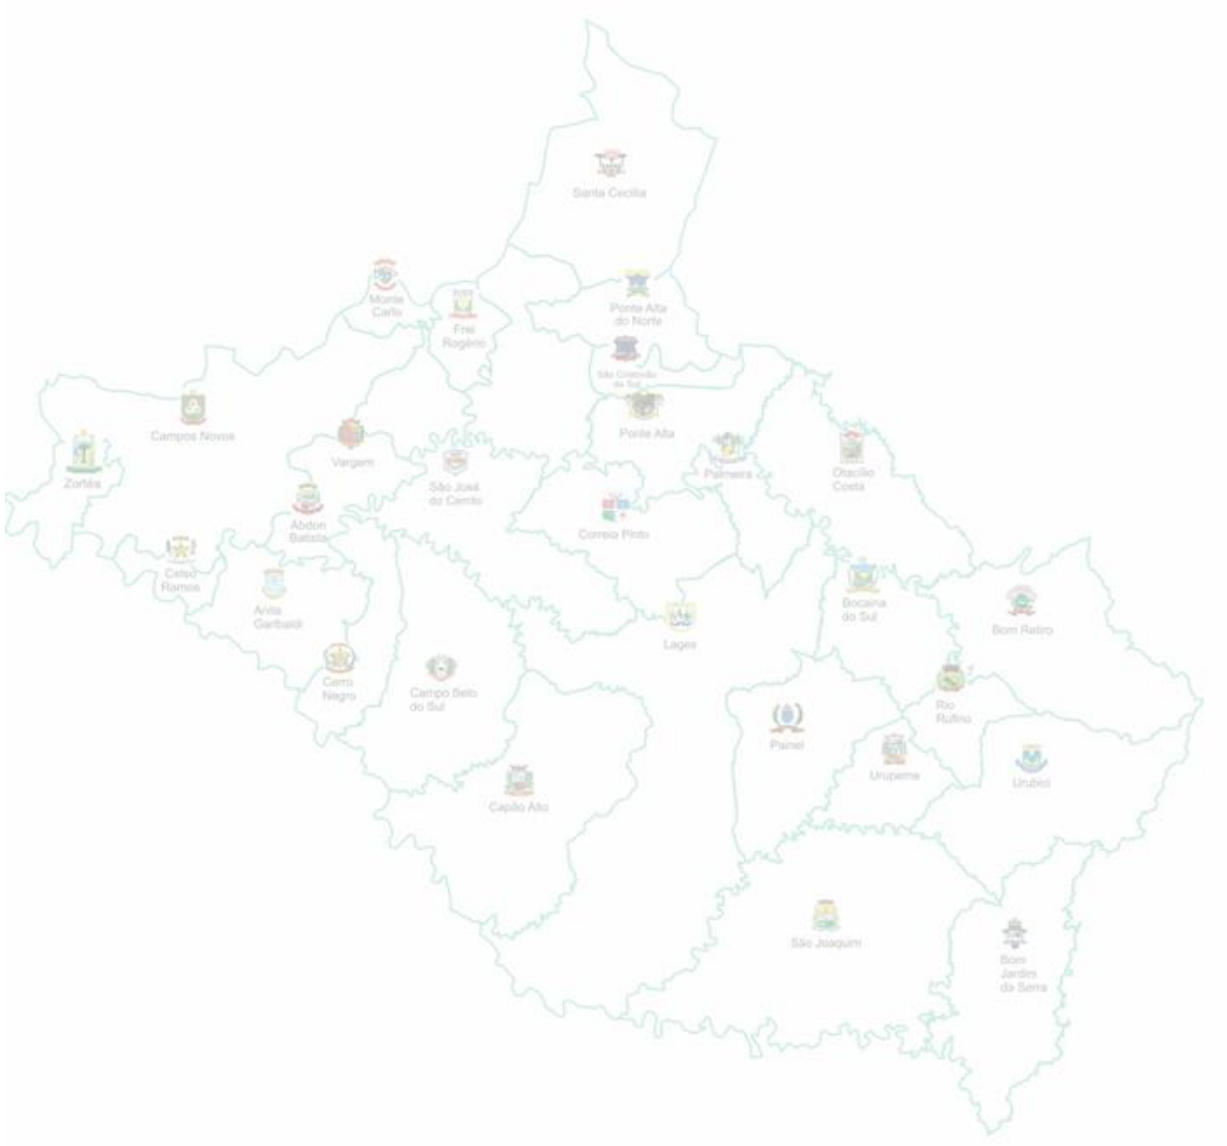 Santa Cecília
Monte
Carlo
Frei
Rogério
Ponte Alta
do Norte
São Cristovão
do Sul
Campos Novos
Ponte Alta
Vargem
Zortéa
São José
do Cerrito
Palmeira
Otacílio
Costa
Abdon
Batista
Correia Pinto
Celso
Ramos
Anita
Garibaldi
Bocaina
do Sul
Bom Retiro
Lages
Cerro
Negro
Campo Belo
do Sul
Rio
Rufino
Painel
Urupema
Urubici
Capão Alto
São Joaquim
Bom
Jardim
da Serra